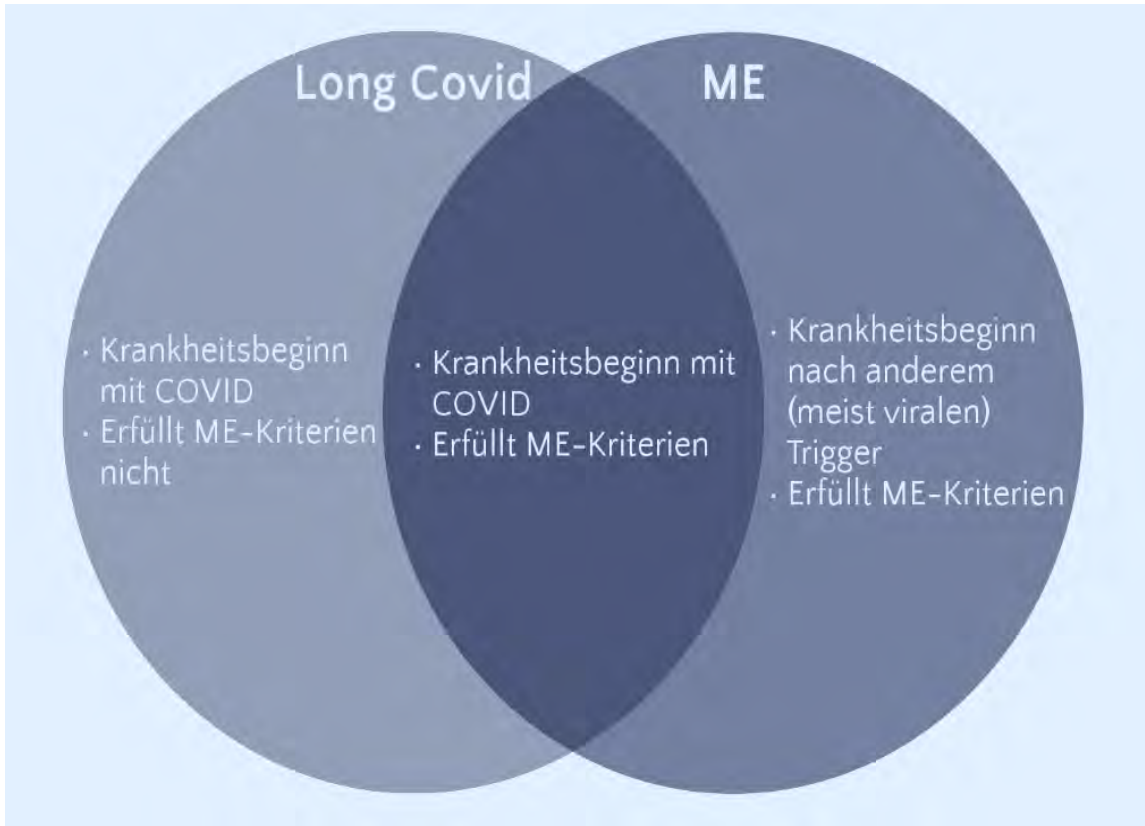 Long Covid
ME
· Krankheitsbeginn
mit COVID
· Erfüllt ME-Kriterien
nicht
· Krankheitsbeginn mit
COVID
· Erfüllt ME-Kriterien
· Krankheitsbeginn
nach anderem
(meist viralen)
Trigger
· Erfüllt ME-Kriterien